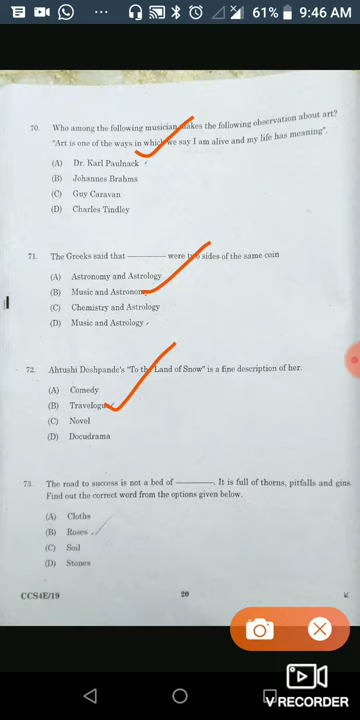 61% 9:46 AM
70. Who among the following musician makes the following observation about art?
"Art is one of the ways in which we say I am alive and my life has meaning".
(A) Dr. Karl Paulnack
(B) Johannes Brahms
(C) Guy Caravan
(D) Charles Tindley
71. The Greeks said that ———— were two sides of the same coin
(A) Astronomy and Astrology
(B) Music and Astronomy
(C) Chemistry and Astrology
(D) Music and Astrology
72. Ahtushi Deshpande's "To the Land of Snow" is a fine description of her.
(A) Comedy
(B) Travelogue
(C) Novel
(D) Docudrama
73. The road to success is not a bed of ————. It is full of thorns, pitfalls and gins.
Find out the correct word from the options given below.
(A) Cloths
(B) Roses
(C) Soil
(D) Stones
CCS4E/19 20
V RECORDER